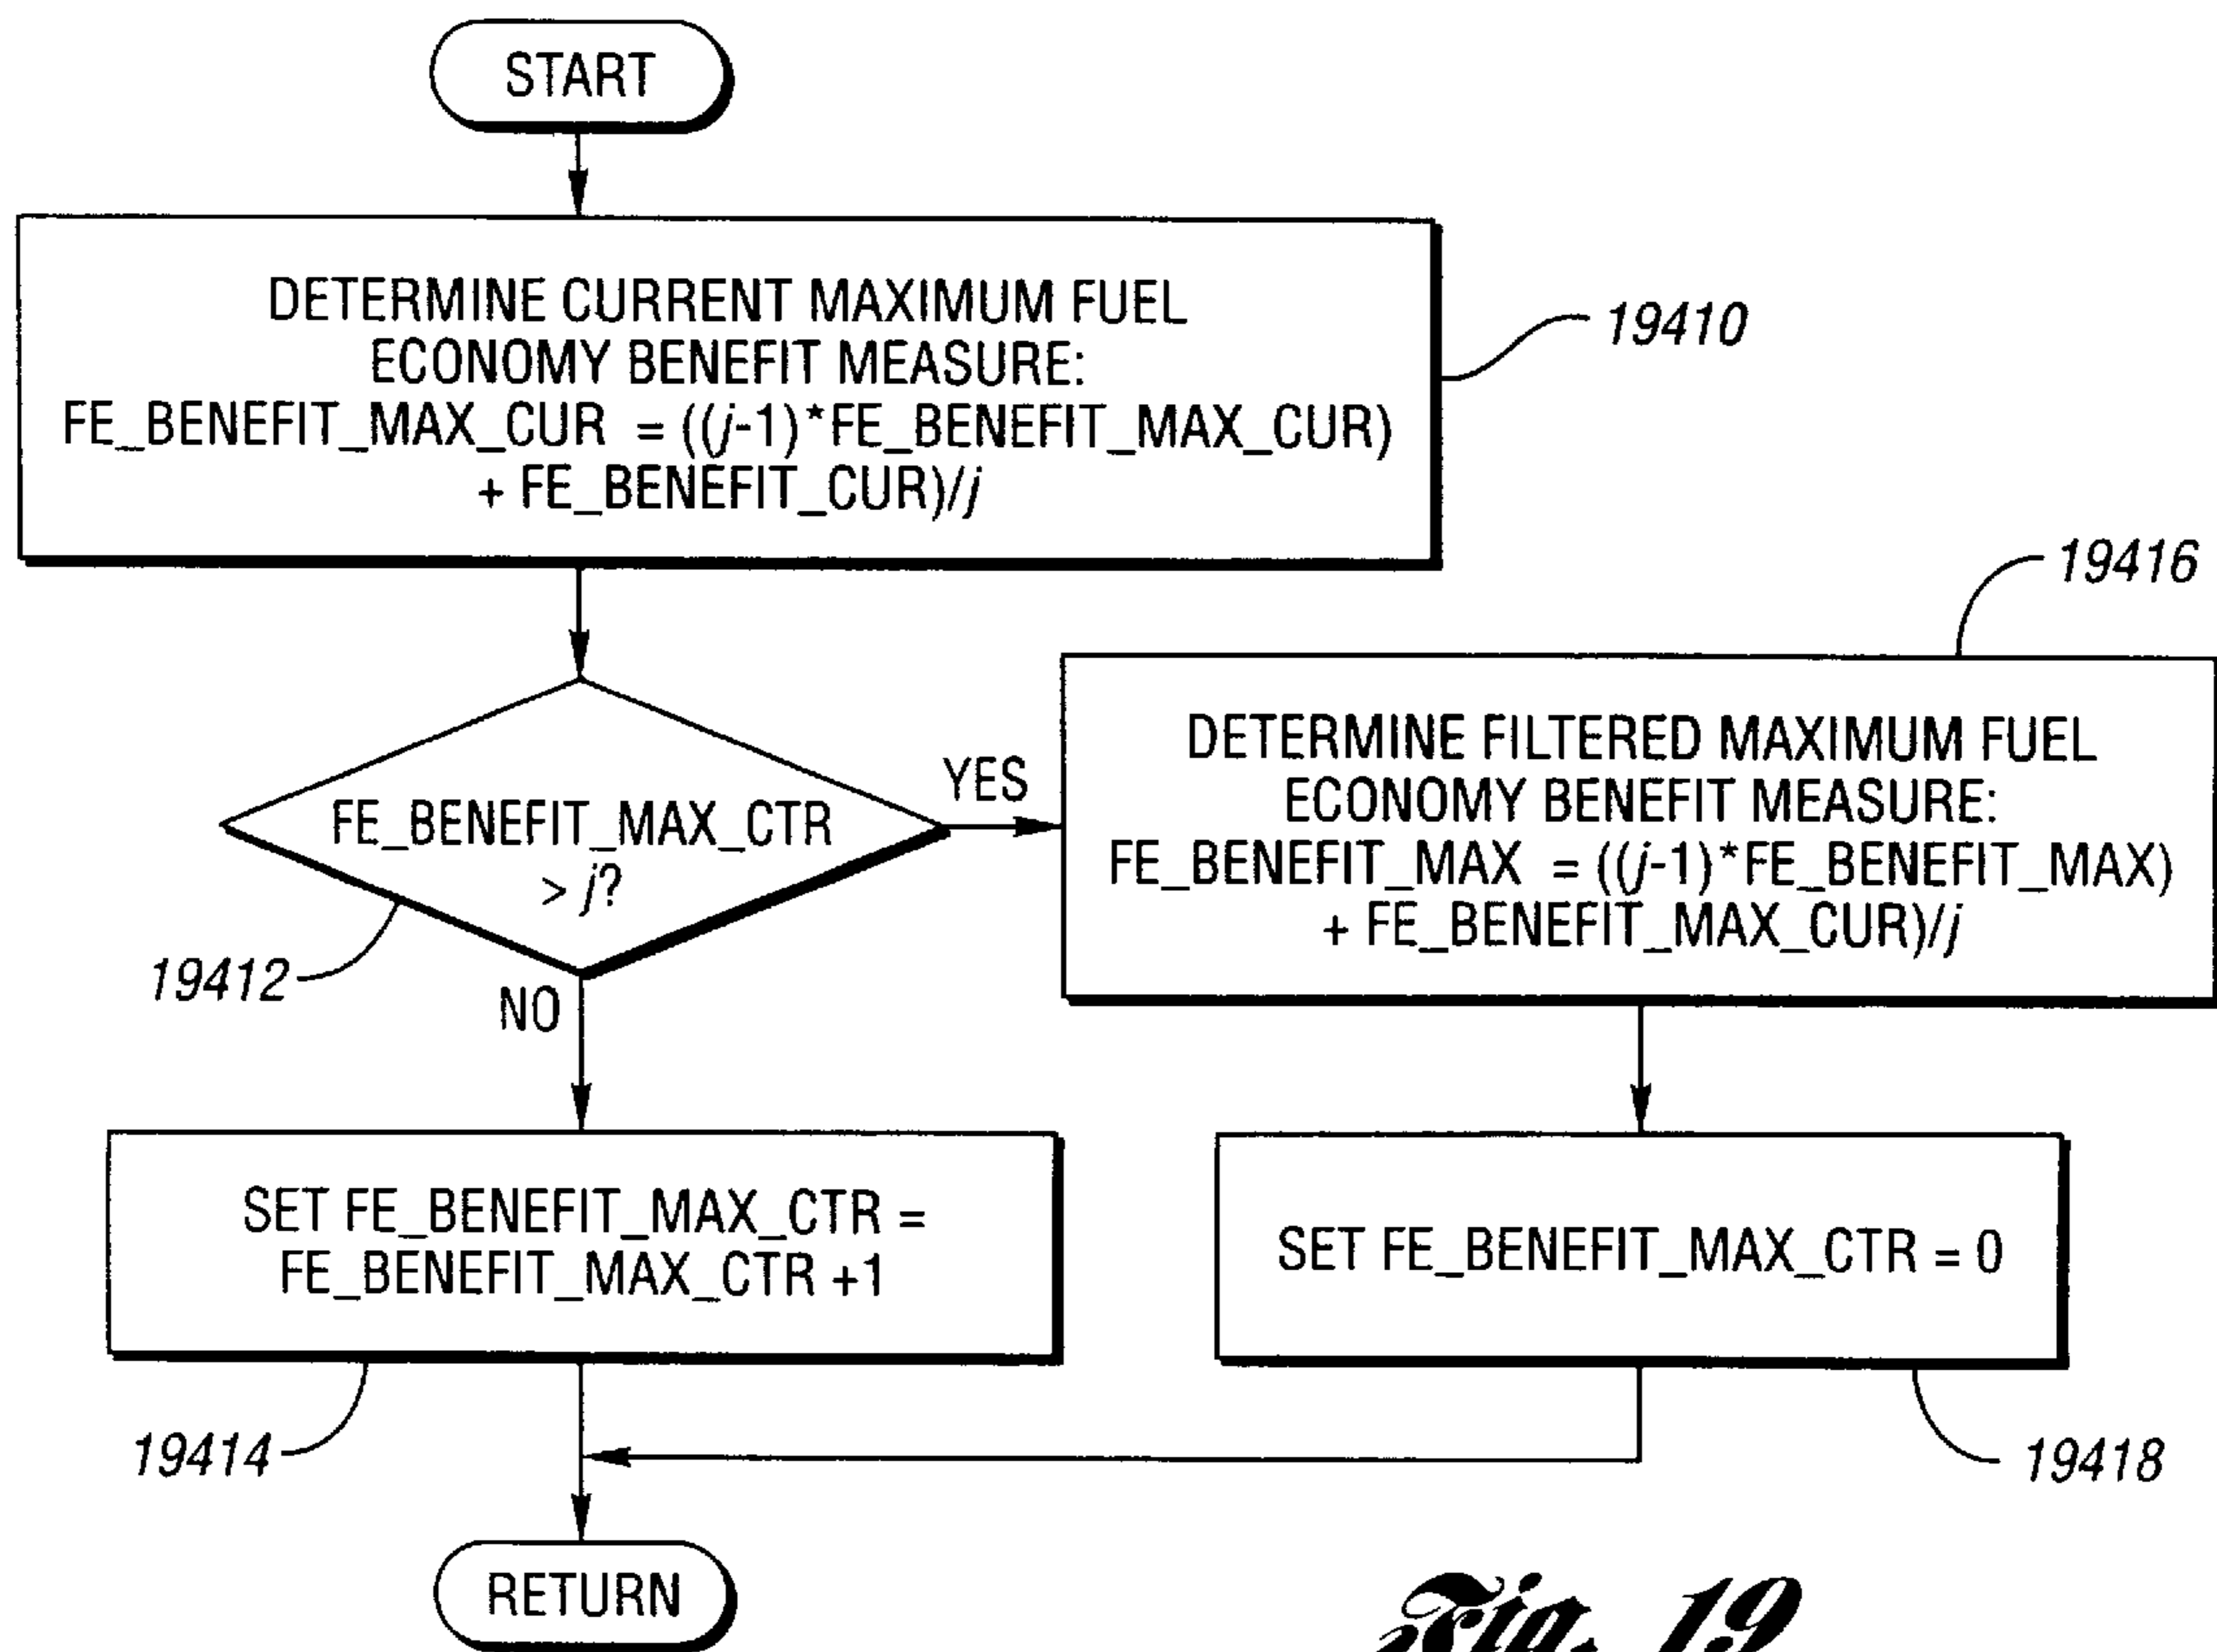 START
DETERMINE CURRENT MAXIMUM FUEL
ECONOMY BENEFIT MEASURE:
FE_BENEFIT_MAX_CUR = ((j-1)*FE_BENEFIT_MAX_CUR)
+ FE_BENEFIT_CUR)/j
19410
19416
FE_BENEFIT_MAX_CTR
> j?
YES
DETERMINE FILTERED MAXIMUM FUEL
ECONOMY BENEFIT MEASURE:
FE_BENEFIT_MAX = ((j-1)*FE_BENEFIT_MAX)
+ FE_BENEFIT_MAX_CUR)/j
19412
NO
SET FE_BENEFIT_MAX_CTR =
FE_BENEFIT_MAX_CTR +1
SET FE_BENEFIT_MAX_CTR = 0
19414
19418
RETURN
Fig. 19